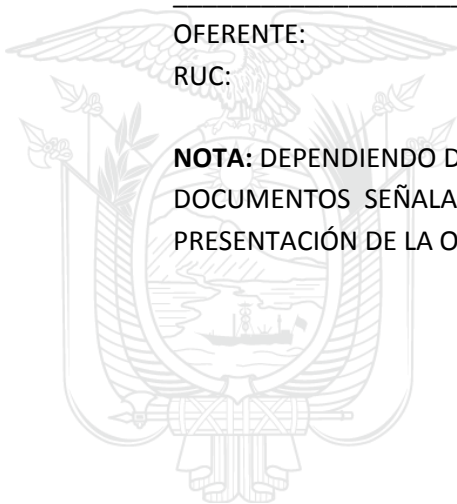 OFERENTE:
RUC:
NOTA: DEPENDIENDO D
DOCUMENTOS SEÑALA
PRESENTACIÓN DE LA O